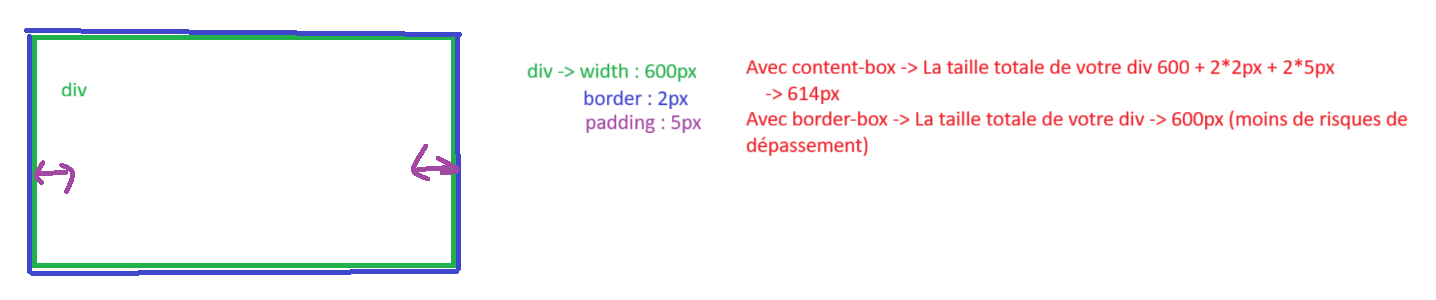 div
div -> width : 600px
border : 2px
padding : 5px
Avec content-box -> La taille totale de votre div 600 + 2*2px + 2*5px
-> 614px
Avec border-box -> La taille totale de votre div -> 600px (moins de risques de
dépassement)